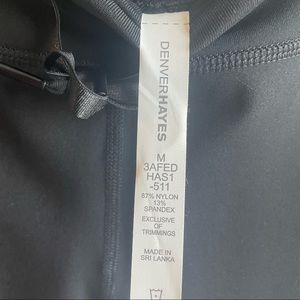 DENVERHAYES
M
3AFED
HAS1
-511
87% NYLON
13%
SPANDEX
EXCLUSIVE
OF
TRIMMINGS
MADE IN
SRI LANKA